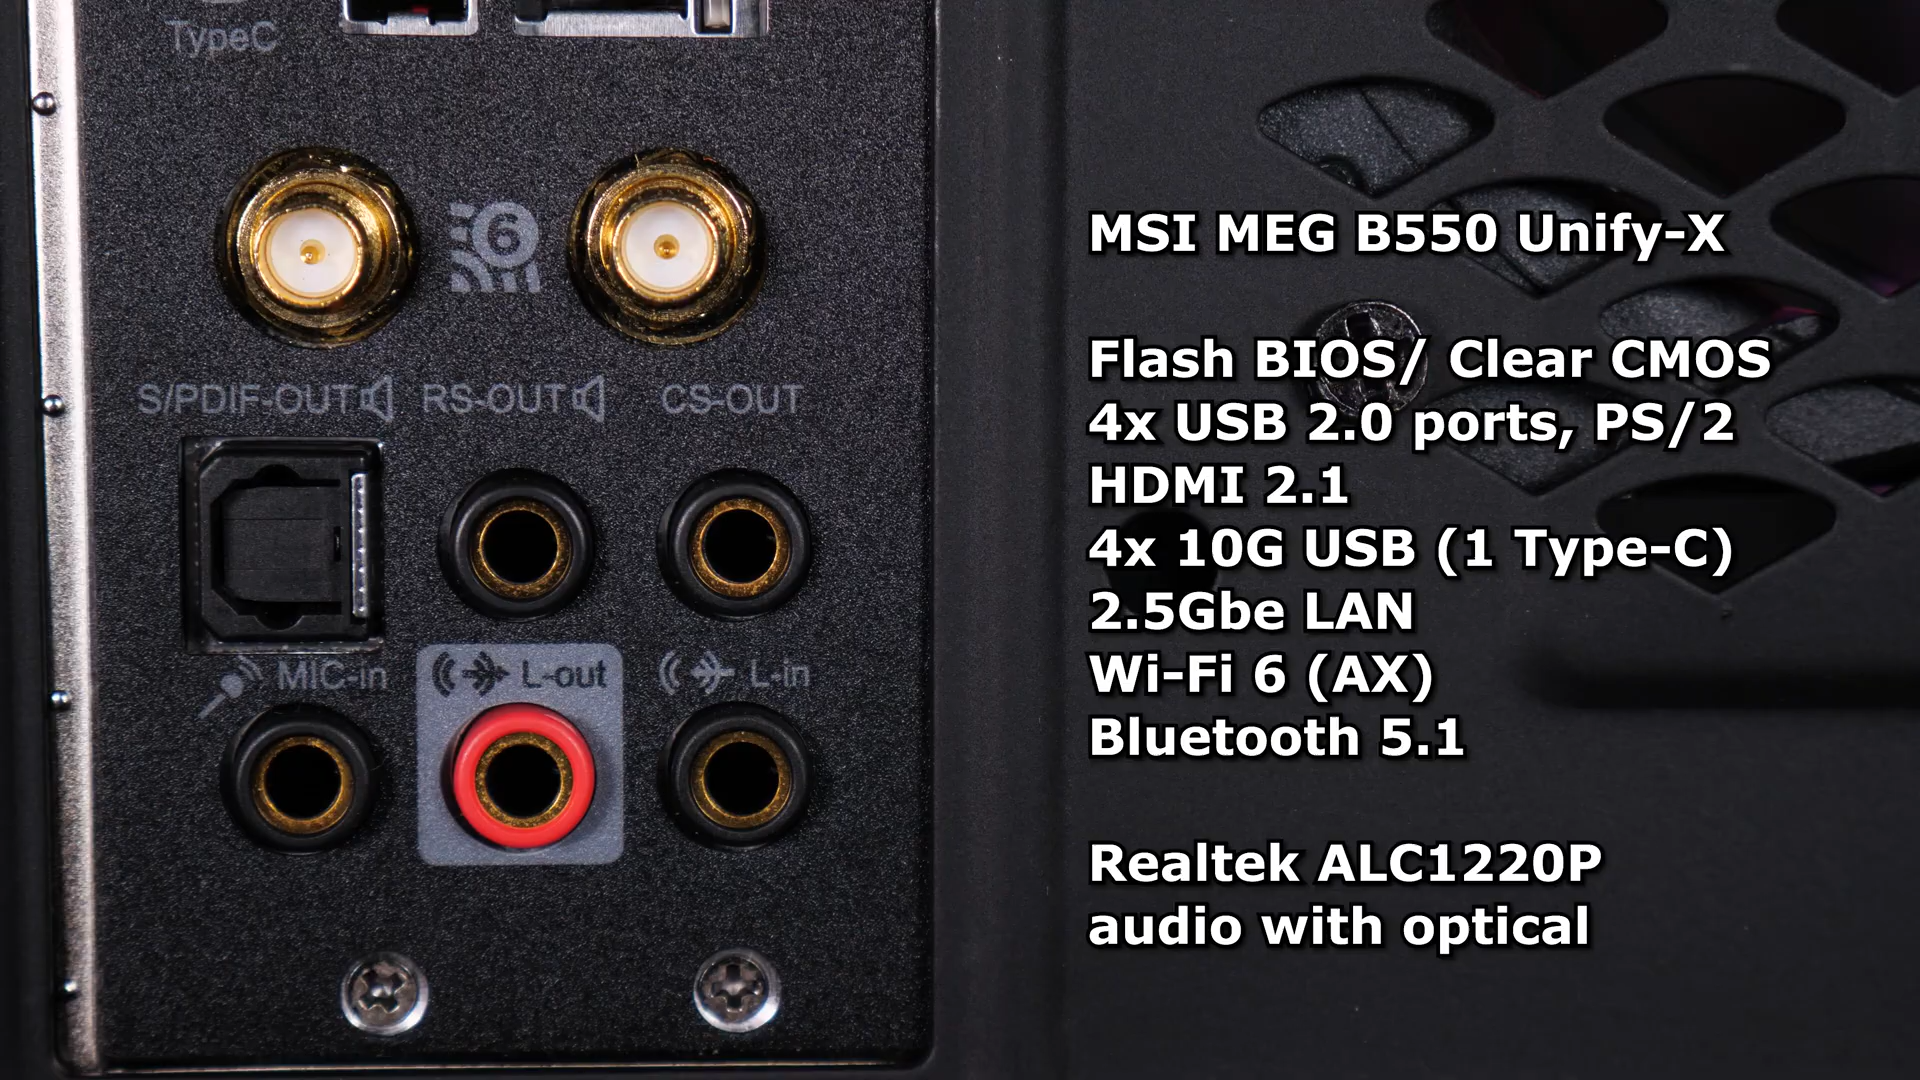 TypeC
6
S/PDIF-OUT RS-OUT CS-OUT
MIC-in L-out L-in
MSI MEG B550 Unify-X
Flash BIOS/ Clear CMOS
4x USB 2.0 ports, PS/2
HDMI 2.1
4x 10G USB (1 Type-C)
2.5Gbe LAN
Wi-Fi 6 (AX)
Bluetooth 5.1
Realtek ALC1220P
audio with optical